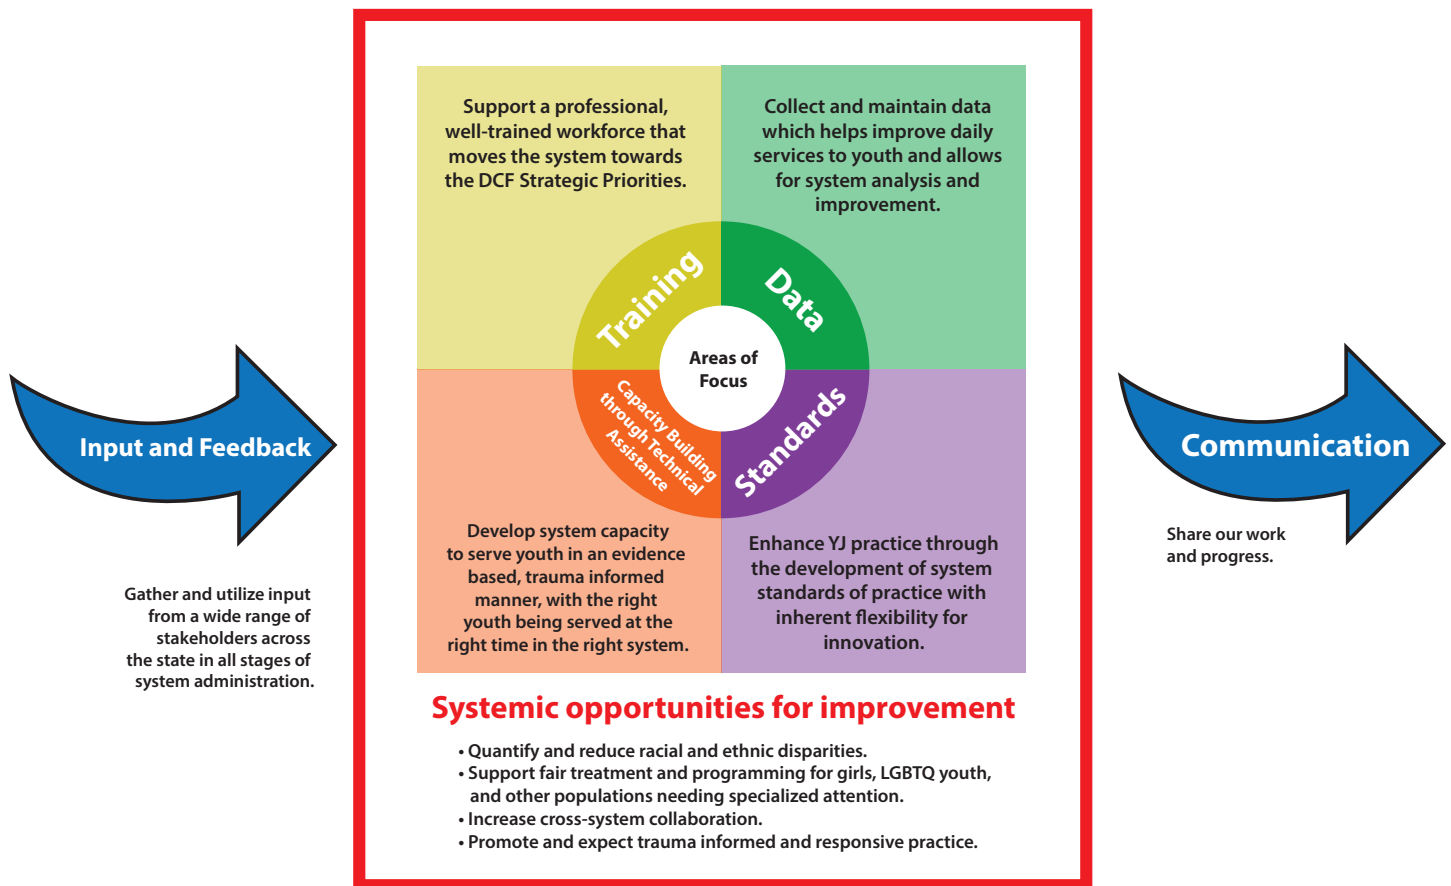 Support a professional,
well-trained workforce that
moves the system towards
the DCF Strategic Priorities.
Collect and maintain data
which helps improve daily
services to youth and allows
for system analysis and
improvement.
Training
Data
Areas of
Focus
Capacity Building
through Technical
Assistance
Standards
Input and Feedback
Gather and utilize input
from a wide range of
stakeholders across
the state in all stages of
system administration.
Develop system capacity
to serve youth in an evidence
based, trauma informed
manner, with the right
youth being served at the
right time in the right system.
Enhance YJ practice through
the development of system
standards of practice with
inherent flexibility for
innovation.
Communication
Share our work
and progress.
Systemic opportunities for improvement
• Quantify and reduce racial and ethnic disparities.
• Support fair treatment and programming for girls, LGBTQ youth,
and other populations needing specialized attention.
• Increase cross-system collaboration.
• Promote and expect trauma informed and responsive practice.